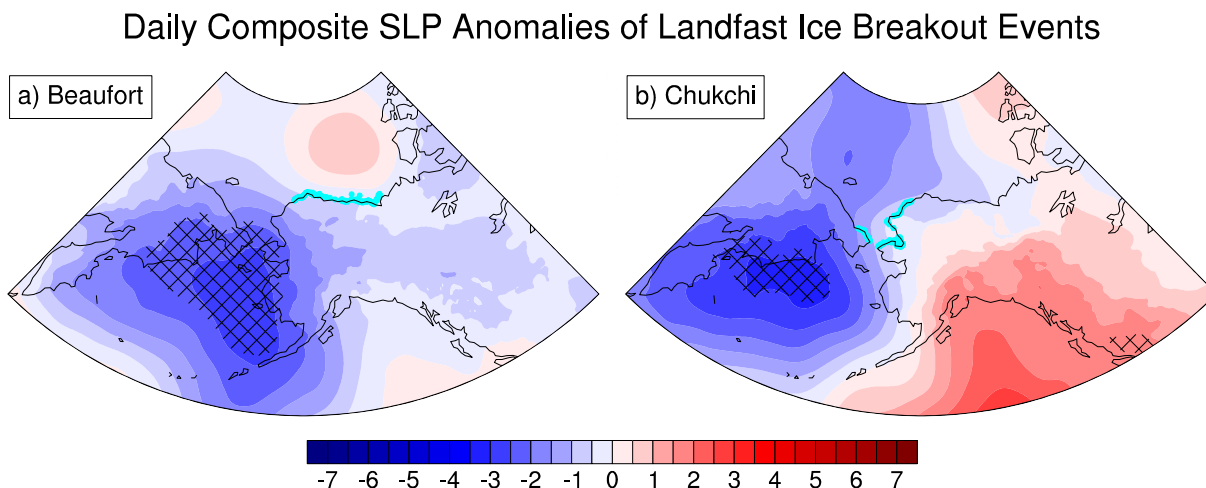 Daily Composite SLP Anomalies of Landfast Ice Breakout Events
a) Beaufort
b) Chukchi
-7 -6 -5 -4 -3 -2 -1 0 1 2 3 4 5 6 7